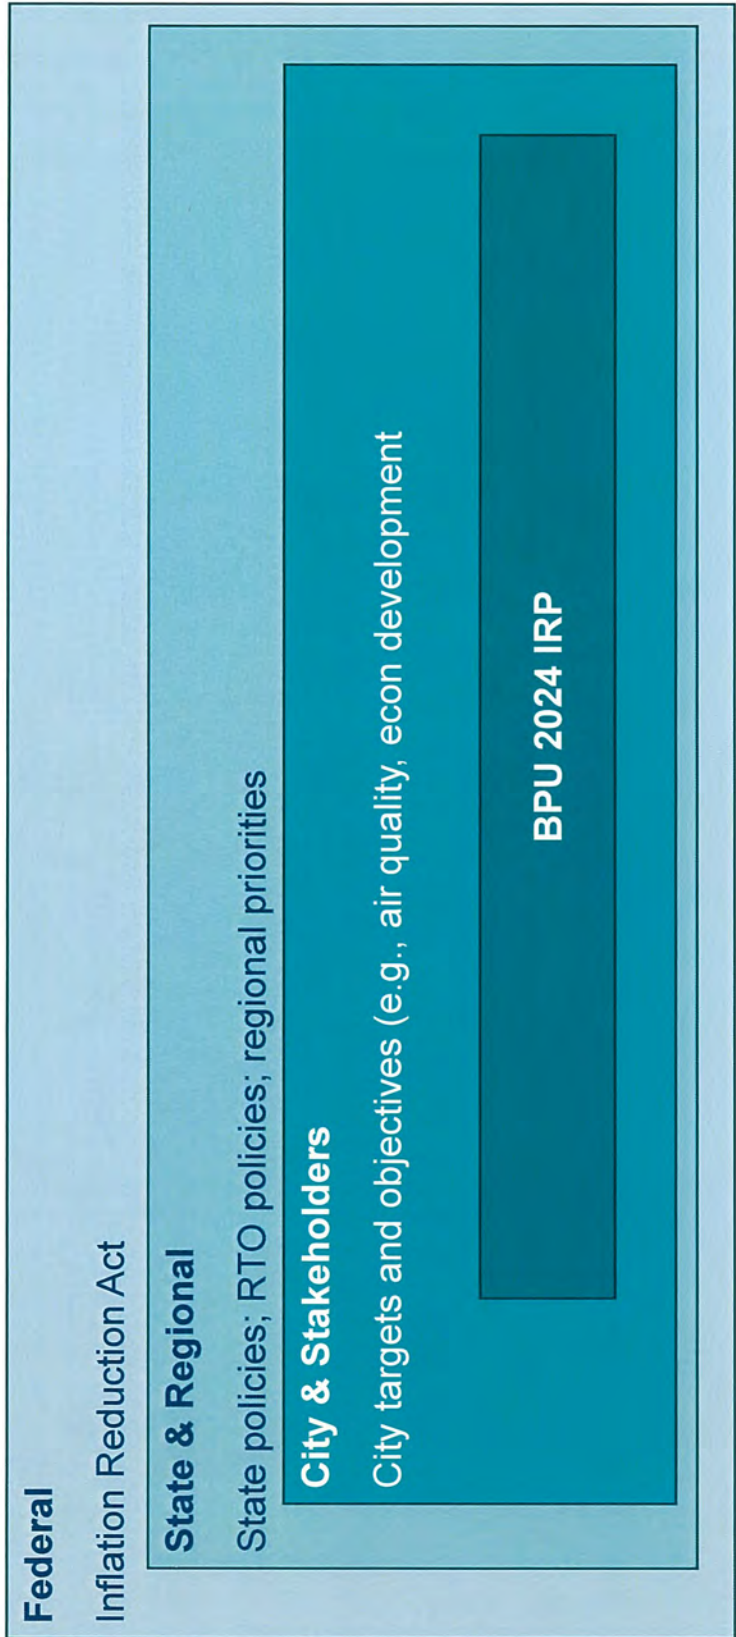 Federal
Inflation Reduction Act
State & Regional
State policies; RTO policies; regional priorities
City & Stakeholders
City targets and objectives (e.g., air quality, econ development
BPU 2024 IRP